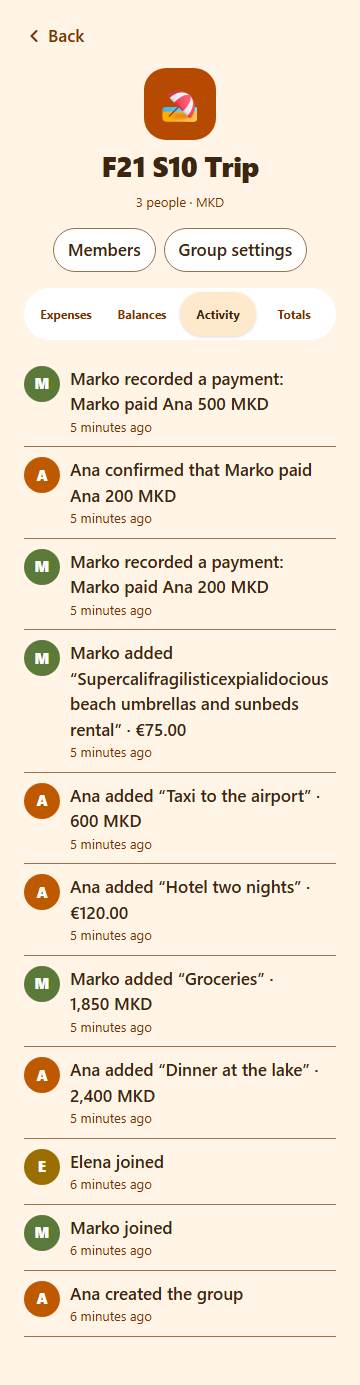 Back
F21 S10 Trip
3 people · MKD
Members
Group settings
Expenses
Balances
Activity
Totals
M
Marko recorded a payment:
Marko paid Ana 500 MKD
5 minutes ago
A
Ana confirmed that Marko paid
Ana 200 MKD
5 minutes ago
M
Marko recorded a payment:
Marko paid Ana 200 MKD
5 minutes ago
M
Marko added
“Supercalifragilisticexpialidocious
beach umbrellas and sunbeds
rental” · €75.00
5 minutes ago
A
Ana added “Taxi to the airport” ·
600 MKD
5 minutes ago
A
Ana added “Hotel two nights” ·
€120.00
5 minutes ago
M
Marko added “Groceries” ·
1,850 MKD
5 minutes ago
A
Ana added “Dinner at the lake” ·
2,400 MKD
5 minutes ago
E
Elena joined
6 minutes ago
M
Marko joined
6 minutes ago
A
Ana created the group
6 minutes ago